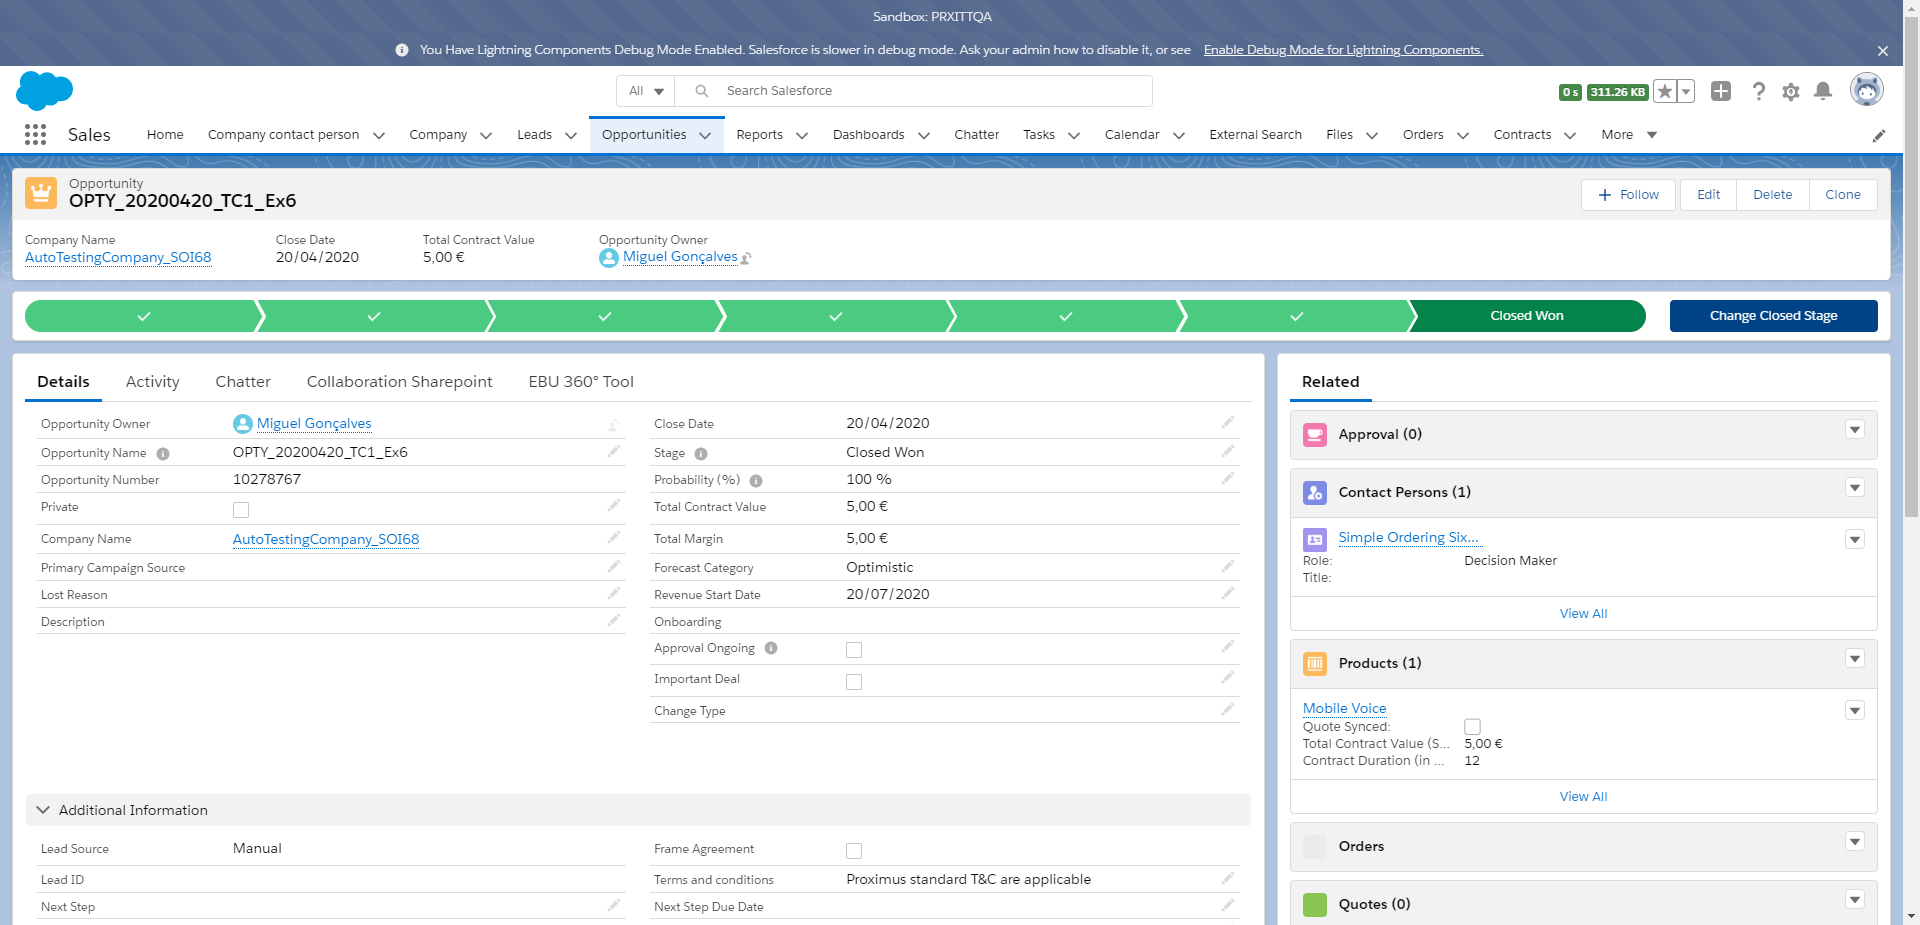 Sandbox: PRXITTQA
You Have Lightning Components Debug Mode Enabled. Salesforce is slower in debug mode. Ask your admin how to disable it, or see Enable Debug Mode for Lightning Components.
All Search Salesforce 0 s 311.26 KB
Sales Home Company contact person Company Leads Opportunities Reports Dashboards Chatter Tasks Calendar External Search Files Orders Contracts More
Opportunity
OPTY_20200420_TC1_Ex6
Follow Edit Delete Clone
Company Name Close Date Total Contract Value Opportunity Owner
AutoTestingCompany_SOI68 20/04/2020 5,00 € Miguel Gonçalves
Closed Won Change Closed Stage
Details Activity Chatter Collaboration Sharepoint EBU 360° Tool
Opportunity Owner Miguel Gonçalves
Opportunity Name OPTY_20200420_TC1_Ex6
Opportunity Number 10278767
Private
Company Name AutoTestingCompany_SOI68
Primary Campaign Source
Lost Reason
Description
Close Date 20/04/2020
Stage Closed Won
Probability (%) 100 %
Total Contract Value 5,00 €
Total Margin 5,00 €
Forecast Category Optimistic
Revenue Start Date 20/07/2020
Onboarding
Approval Ongoing
Important Deal
Change Type
Additional Information
Lead Source Manual
Lead ID
Next Step
Frame Agreement
Terms and conditions Proximus standard T&C are applicable
Next Step Due Date
Related
Approval (0)
Contact Persons (1)
Simple Ordering Six...
Role: Decision Maker
Title:
View All
Products (1)
Mobile Voice
Quote Synced:
Total Contract Value (S... 5,00 €
Contract Duration (in ... 12
View All
Orders
Quotes (0)